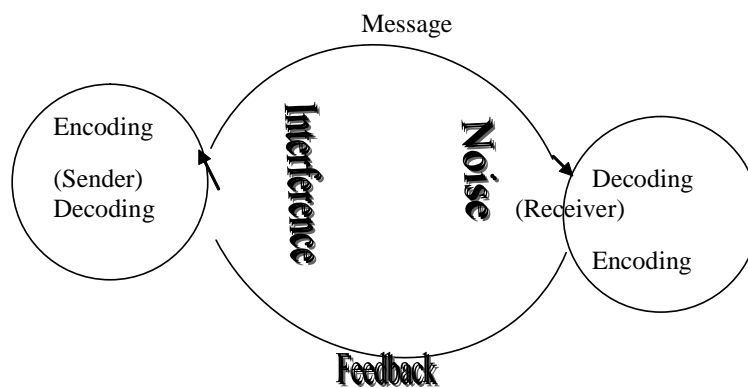 Message
Encoding
(Sender)
Decoding
Interference
Noise
Decoding
(Receiver)
Encoding
Feedback